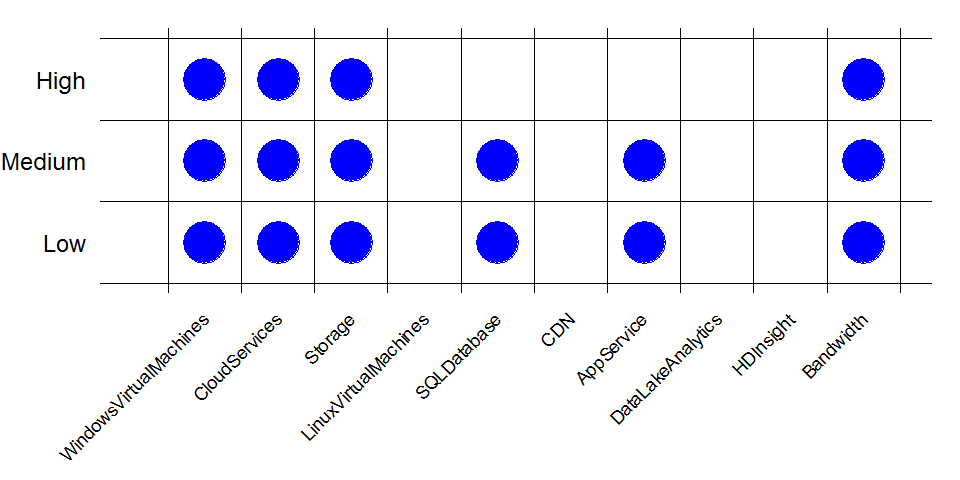 High
Medium
Low
WindowsVirtualMachines
CloudServices
Storage
LinuxVirtualMachines
SQLDatabase
CDN
AppService
DataLakeAnalytics
HDInsight
Bandwidth